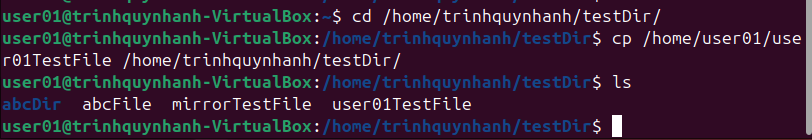 user01@trinhquynhanh-VirtualBox:~$ cd /home/trinhquynhanh/testDir/
user01@trinhquynhanh-VirtualBox:/home/trinhquynhanh/testDir$ cp /home/user01/use
r01TestFile /home/trinhquynhanh/testDir/
user01@trinhquynhanh-VirtualBox:/home/trinhquynhanh/testDir$ ls
abcDir  abcFile  mirrorTestFile  user01TestFile
user01@trinhquynhanh-VirtualBox:/home/trinhquynhanh/testDir$